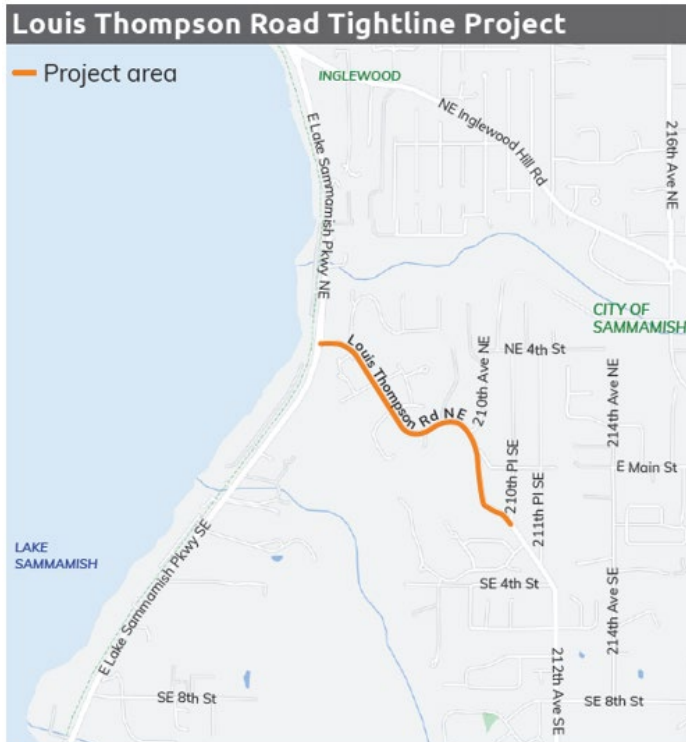 Louis Thompson Road Tightline Project
Project area
INGLEWOOD
NE Inglewood Hill Rd
216th Ave NE
E Lake Sammamish Pkwy NE
CITY OF
SAMMAMISH
Louis Thompson Rd NE
210th Ave NE
NE 4th St
214th Ave NE
E Main St
210th Pl SE
211th Pl SE
LAKE
SAMMAMISH
E Lake Sammamish Pkwy SE
SE 4th St
214th Ave SE
212th Ave SE
SE 8th St
SE 8th St